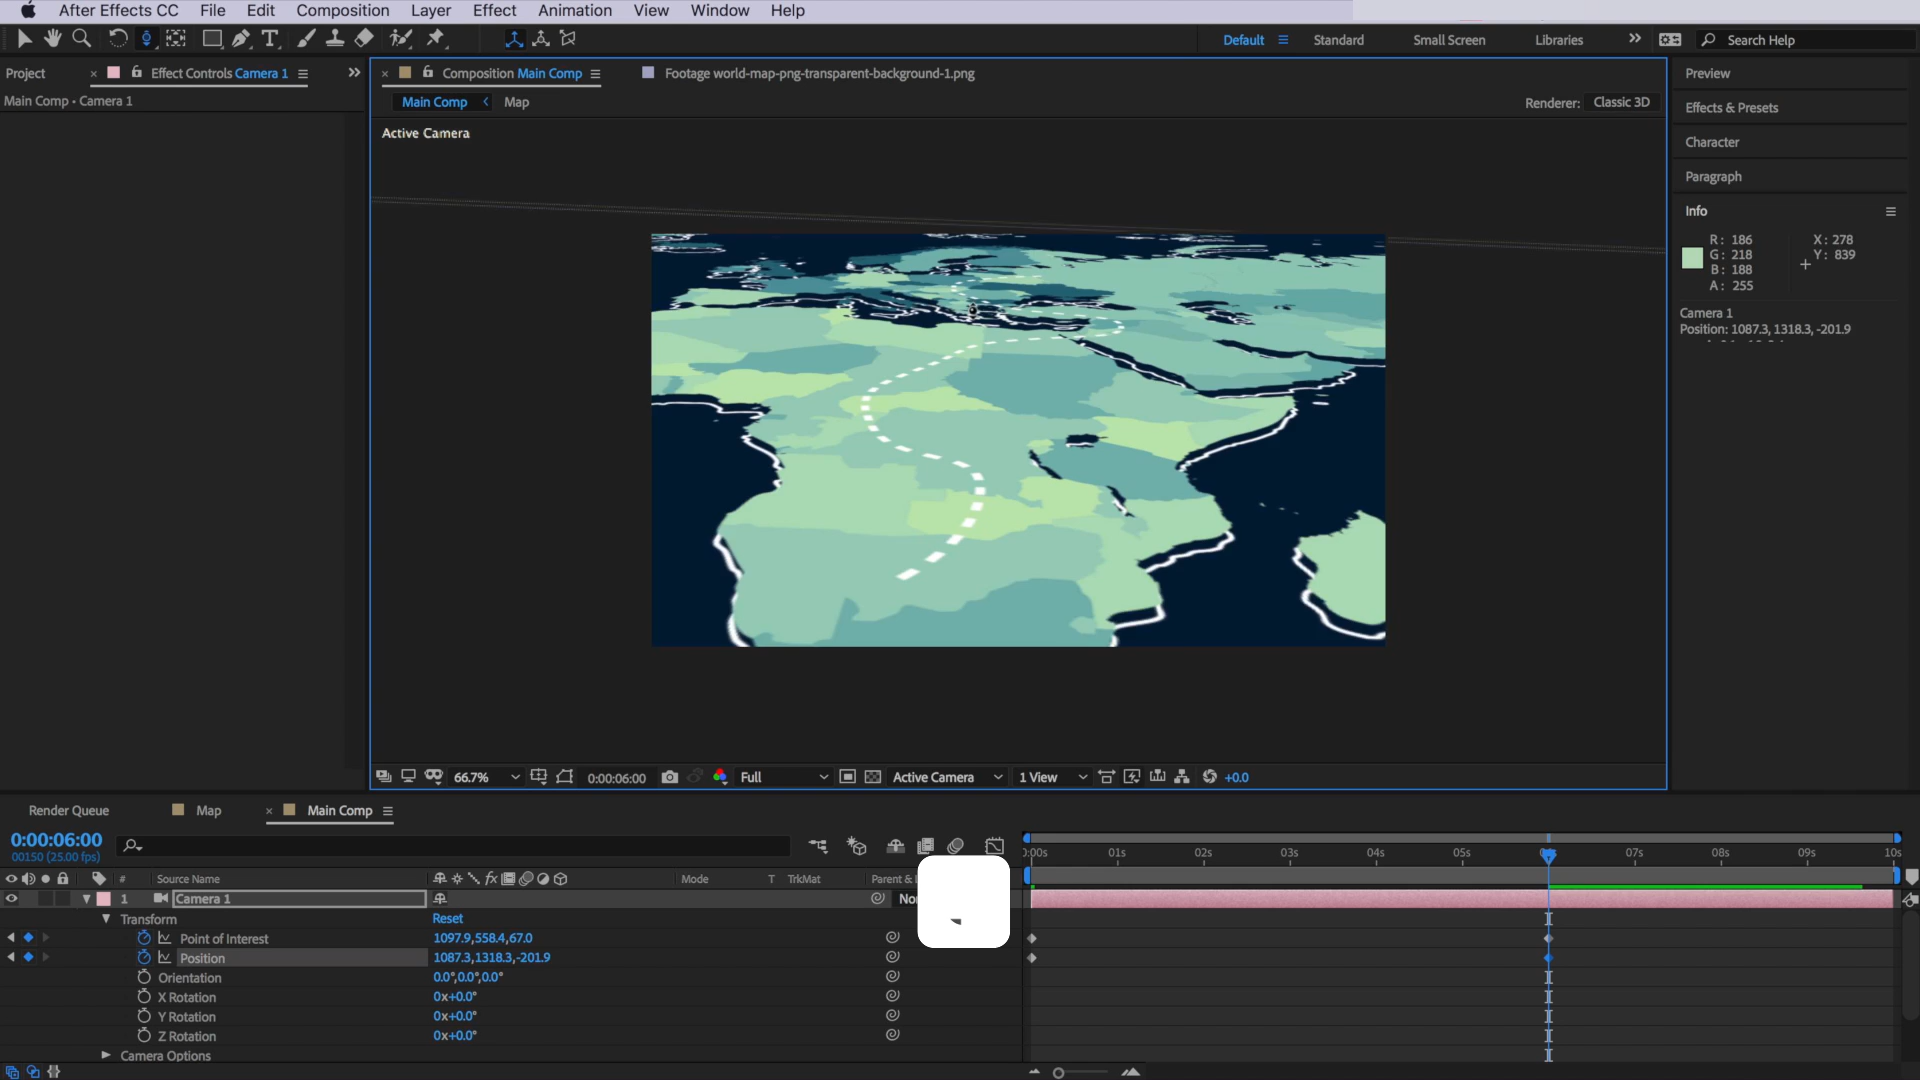 After Effects CC File Edit Composition Layer Effect Animation View Window Help
Default Standard Small Screen Libraries Search Help
Project Effect Controls Camera 1
Main Comp • Camera 1
Composition Main Comp Footage world-map-png-transparent-background-1.png
Main Comp Map
Renderer: Classic 3D
Active Camera
Preview
Effects & Presets
Character
Paragraph
Info
R: 186
G: 218
B: 188
A: 255
X: 278
Y: 839
Camera 1
Position: 1087.3, 1318.3, -201.9
66.7% 0:00:06:00 Full Active Camera 1 View +0.0
Render Queue Map Main Comp
0:00:06:00
00150 (25.00 fps)
# Source Name Mode T TrkMat Parent &
:00s 01s 02s 03s 04s 05s 07s 08s 09s 10s
1 Camera 1
Transform Reset
Point of Interest 1097.9,558.4,67.0
Position 1087.3,1318.3,-201.9
Orientation 0.0°,0.0°,0.0°
X Rotation 0x+0.0°
Y Rotation 0x+0.0°
Z Rotation 0x+0.0°
Camera Options